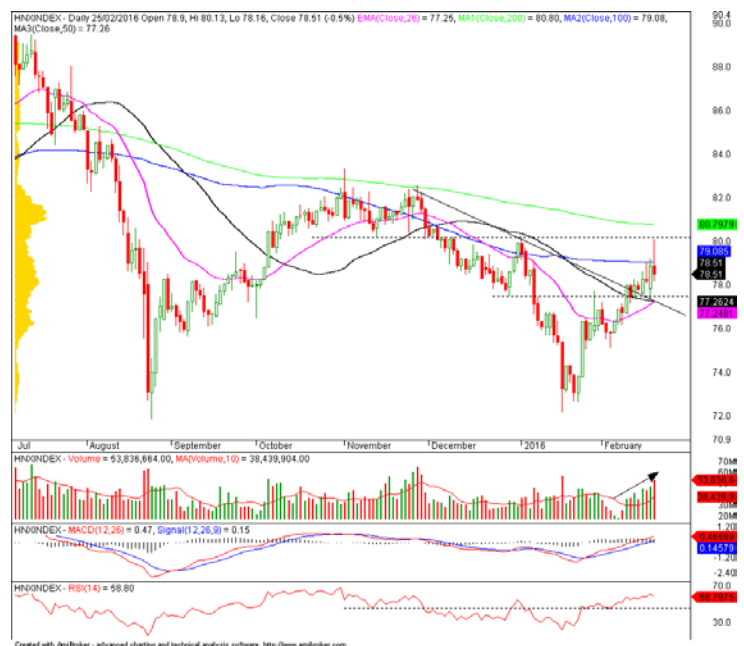 HNXINDEX - Daily 25/02/2016 Open 78.9, Hi 80.13, Lo 78.16, Close 78.51 (-0.5%) EMA(Close,26) = 77.25, MA1(Close,200) = 80.80, MA2(Close,100) = 79.08,
MA3(Close,50) = 77.26
90.4
90.0
88.0
86.0
84.0
82.0
80.7979
80.0
79.085
78.51
78.51
78.0
77.2624
77.2481
76.0
74.0
72.0
70.9
Jul August September October November December 2016 February
HNXINDEX - Volume = 53,836,664.00, MA(Volume,10) = 38,439,904.00
70M
60M
53,836,6
38,439,9
30M
20M
HNXINDEX - MACD(12,26) = 0.47, Signal(12,26,9) = 0.15
1.20
0.14579
-1.20
-2.40
HNXINDEX - RSI(14) = 58.80
70.0
58.7975
30.0
Created with AmiBroker - advanced charting and technical analysis software. http://www.amibroker.com